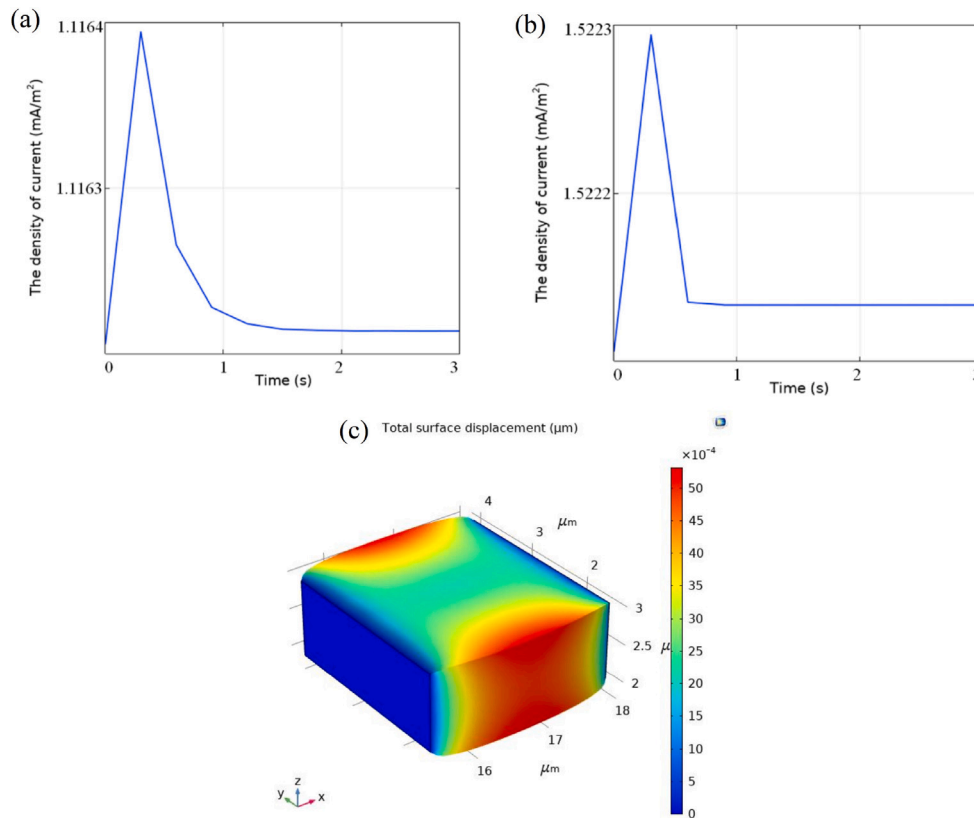 (a)
1.1164
1.1163
The density of current (mA/m²)
0
1
2
3
Time (s)
(b)
1.5223
1.5222
The density of current (mA/m²)
0
1
2
Time (s)
(c)
Total surface displacement (μm)
×10⁻⁴
50
45
40
35
30
25
20
15
10
5
0
4
3
μm
2
3
2.5
2
18
17
μm
16
y
z
x